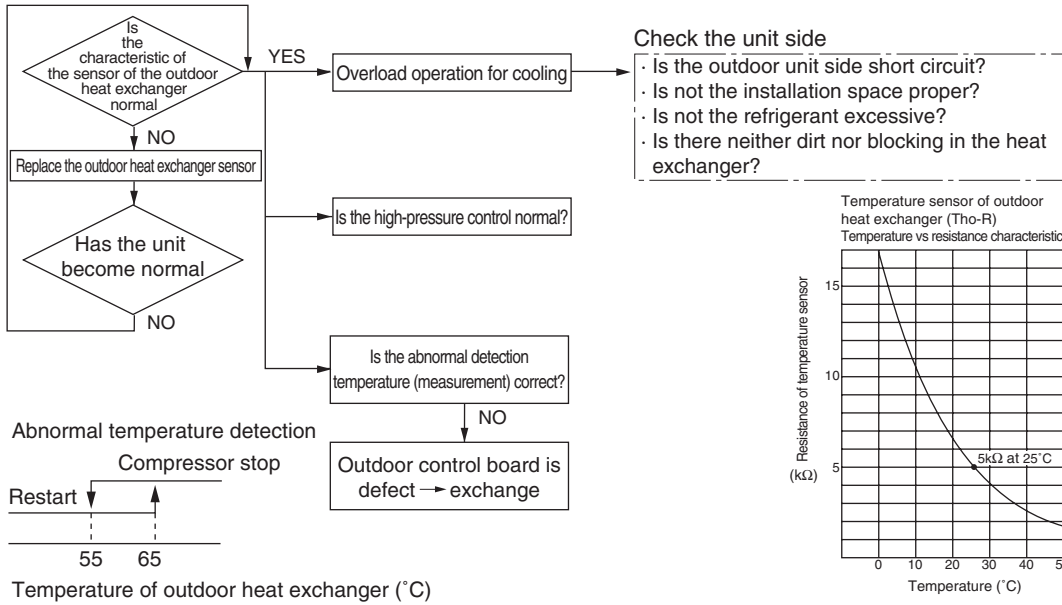 Is
the
characteristic of
the sensor of the outdoor
heat exchanger
normal
YES
NO
Replace the outdoor heat exchanger sensor
Has the unit
become normal
NO
Overload operation for cooling
Is the high-pressure control normal?
Is the abnormal detection
temperature (measurement) correct?
NO
Outdoor control board is
defect → exchange
Check the unit side
· Is the outdoor unit side short circuit?
· Is not the installation space proper?
· Is not the refrigerant excessive?
· Is there neither dirt nor blocking in the heat
exchanger?
Temperature sensor of outdoor
heat exchanger (Tho-R)
Temperature vs resistance characteristic
Resistance of temperature sensor
(kΩ)
15
10
5
5kΩ at 25˚C
0 10 20 30 40 5
Temperature (˚C)
Abnormal temperature detection
Compressor stop
Restart
55 65
Temperature of outdoor heat exchanger (˚C)